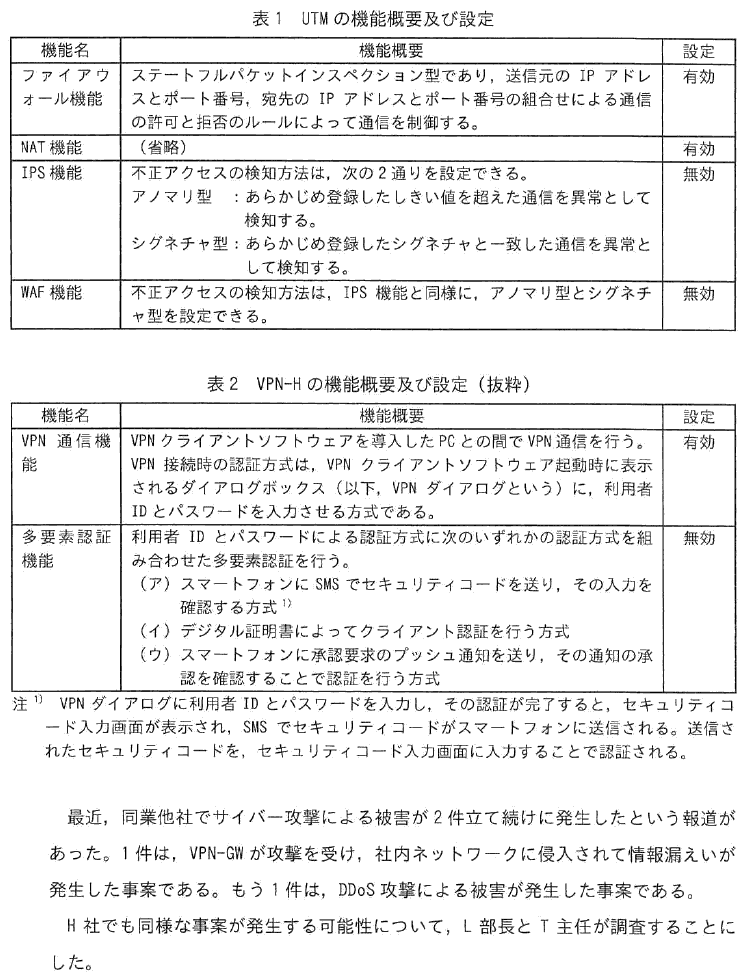 表1 UTMの機能概要及び設定
機能名 機能概要 設定
ファイアウ ステートフルパケットインスペクション型であり，送信元の IP アドレ 有効
ォール機能 スとポート番号，宛先の IP アドレスとポート番号の組合せによる通信
の許可と拒否のルールによって通信を制御する。
NAT機能 （省略） 有効
IPS機能 不正アクセスの検知方法は，次の2通りを設定できる。 無効
アノマリ型 ：あらかじめ登録したしきい値を超えた通信を異常として
検知する。
シグネチャ型：あらかじめ登録したシグネチャと一致した通信を異常と
して検知する。
WAF機能 不正アクセスの検知方法は，IPS 機能と同様に，アノマリ型とシグネチ 無効
ャ型を設定できる。
表2 VPN-Hの機能概要及び設定（抜粋）
機能名 機能概要 設定
VPN 通信機 VPNクライアントソフトウェアを導入したPCとの間でVPN通信を行う。 有効
能 VPN 接続時の認証方式は，VPN クライアントソフトウェア起動時に表示
されるダイアログボックス（以下，VPN ダイアログという）に，利用者
IDとパスワードを入力させる方式である。
多要素認証 利用者 ID とパスワードによる認証方式に次のいずれかの認証方式を組 無効
機能 み合わせた多要素認証を行う。
（ア）スマートフォンにSMSでセキュリティコードを送り，その入力を
確認する方式1)
（イ）デジタル証明書によってクライアント認証を行う方式
（ウ）スマートフォンに承認要求のプッシュ通知を送り，その通知の承
認を確認することで認証を行う方式
注1) VPN ダイアログに利用者 ID とパスワードを入力し，その認証が完了すると，セキュリティコ
ード入力画面が表示され，SMS でセキュリティコードがスマートフォンに送信される。送信さ
れたセキュリティコードを，セキュリティコード入力画面に入力することで認証される。
最近，同業他社でサイバー攻撃による被害が2件立て続けに発生したという報道が
あった。1件は，VPN-GWが攻撃を受け，社内ネットワークに侵入されて情報漏えいが
発生した事案である。もう1件は，DDoS攻撃による被害が発生した事案である。
H 社でも同様な事案が発生する可能性について，L 部長と T 主任が調査することに
した。